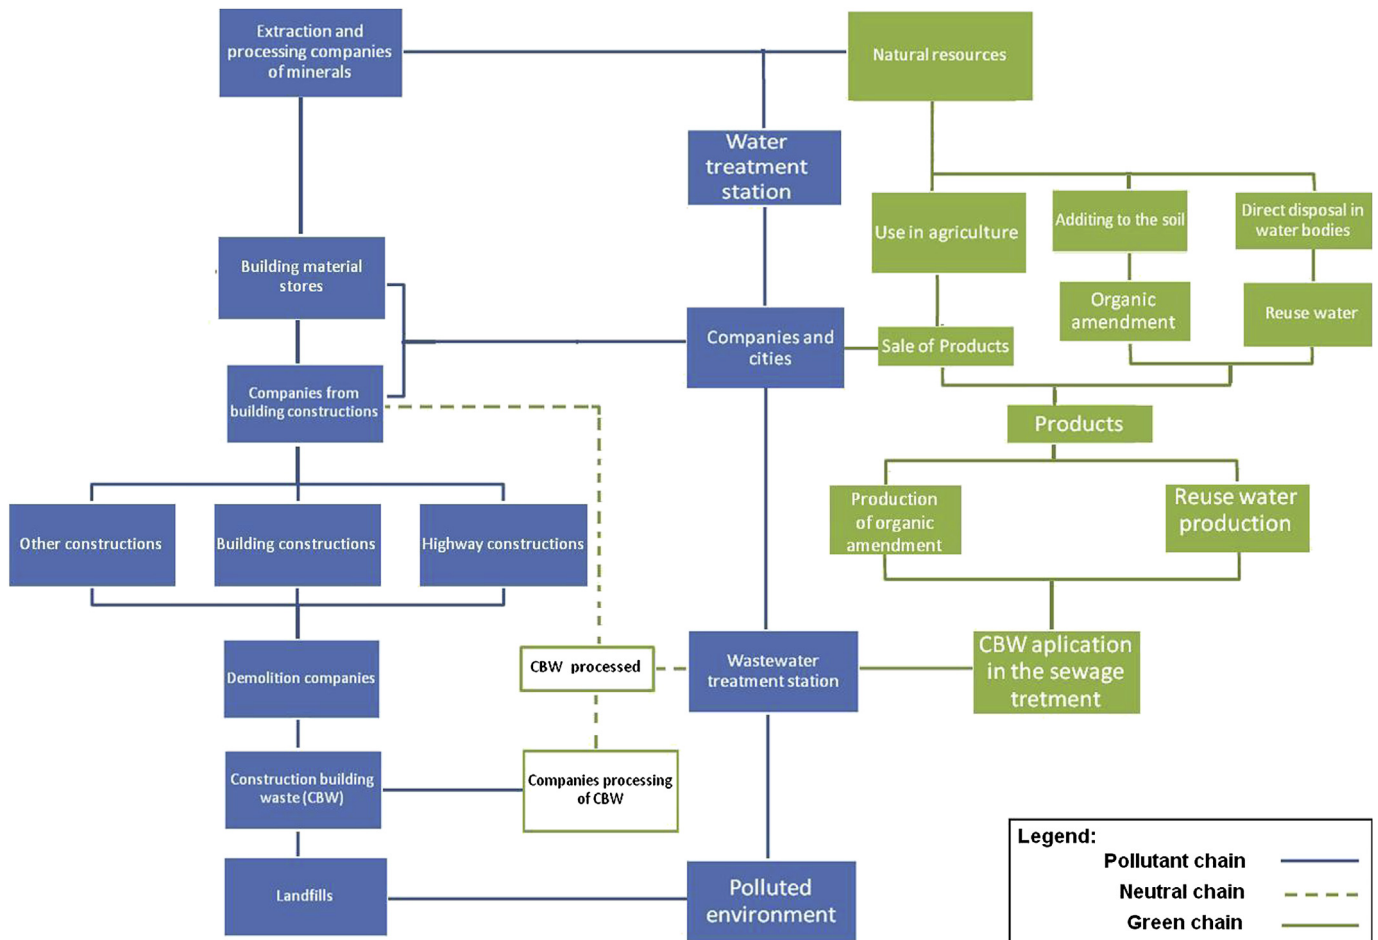 Extraction and
processing companies
of minerals
Natural resources
Water
treatment
station
Use in agriculture
Additing to the soil
Direct disposal in
water bodies
Building material
stores
Organic
amendment
Reuse water
Companies and
cities
Sale of Products
Companies from
building constructions
Products
Other constructions
Building constructions
Highway constructions
Production
of organic
amendment
Reuse water
production
Demolition companies
CBW processed
Wastewater
treatment station
CBW aplication
in the sewage
tretment
Construction building
waste (CBW)
Companies processing
of CBW
Landfills
Polluted
environment
Legend:
Pollutant chain
Neutral chain
Green chain